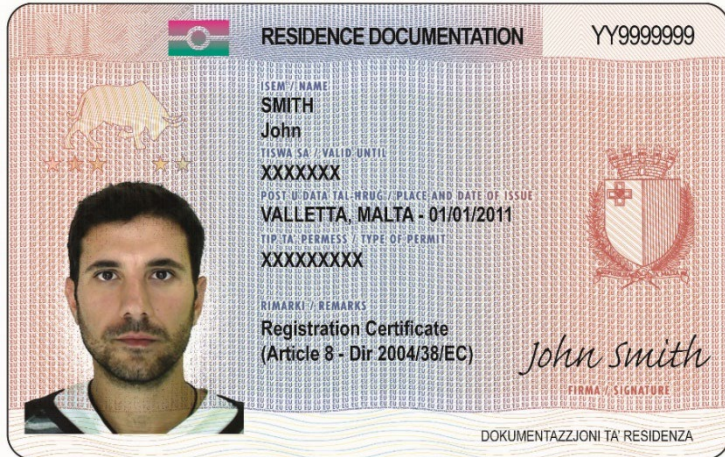 MLT
RESIDENCE DOCUMENTATION
YY9999999
ISEM / NAME
SMITH
John
TISWA SA / VALID UNTIL
XXXXXXX
POST U DATA TAL-ĦRUĠ / PLACE AND DATE OF ISSUE
VALLETTA, MALTA - 01/01/2011
TIP TA' PERMESS / TYPE OF PERMIT
XXXXXXXXX
RIMARKI / REMARKS
Registration Certificate
(Article 8 - Dir 2004/38/EC)
John Smith
FIRMA / SIGNATURE
DOKUMENTAZZJONI TA' RESIDENZA